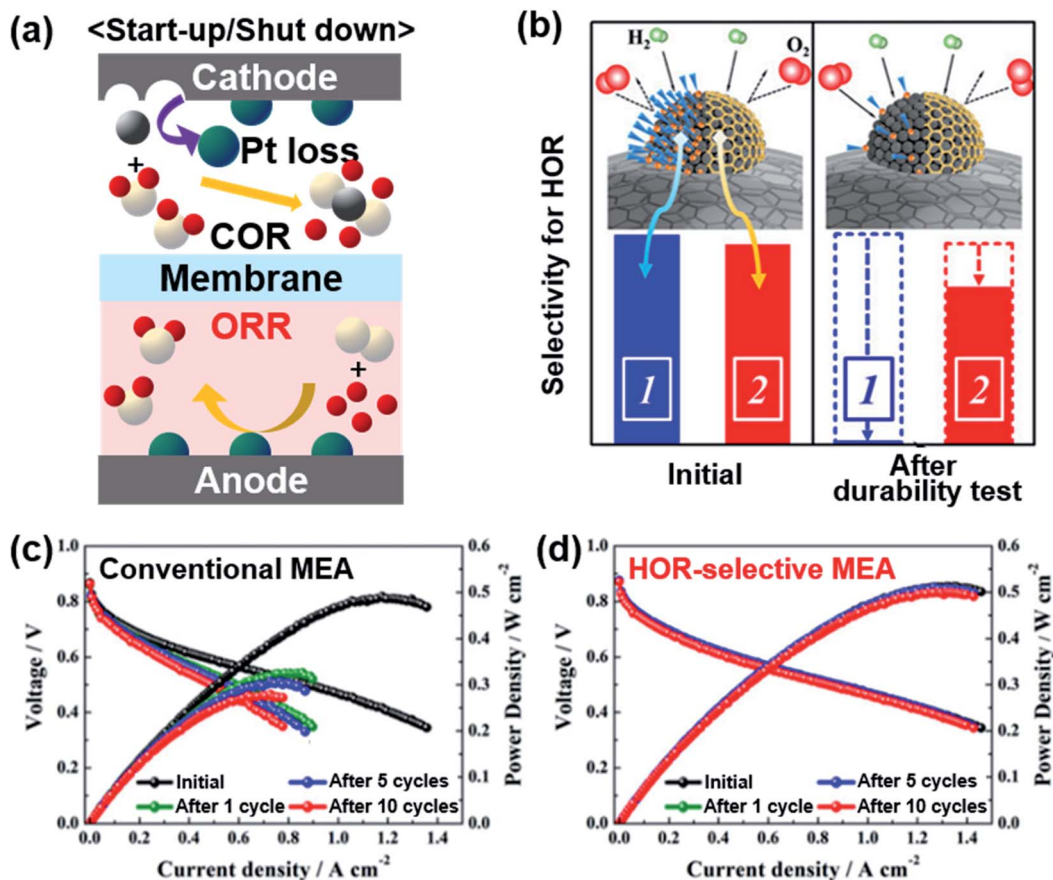 (a)
<Start-up/Shut down>
Cathode
Pt loss
+
COR
Membrane
ORR
+
Anode
(b)
Selectivity for HOR
H2
O2
1
2
1
2
Initial
After
durability test
(c)
Conventional MEA
Voltage / V
1.0
0.8
0.6
0.4
0.2
0.0
Power Density / W cm-2
0.6
0.5
0.4
0.3
0.2
0.1
0.0
Initial
After 5 cycles
After 1 cycle
After 10 cycles
0.0 0.2 0.4 0.6 0.8 1.0 1.2 1.4
Current density / A cm-2
(d)
HOR-selective MEA
Voltage / V
1.0
0.8
0.6
0.4
0.2
0.0
Power Density / W cm-2
0.6
0.5
0.4
0.3
0.2
0.1
0.0
Initial
After 5 cycles
After 1 cycle
After 10 cycles
0.0 0.2 0.4 0.6 0.8 1.0 1.2 1.4
Current density / A cm-2